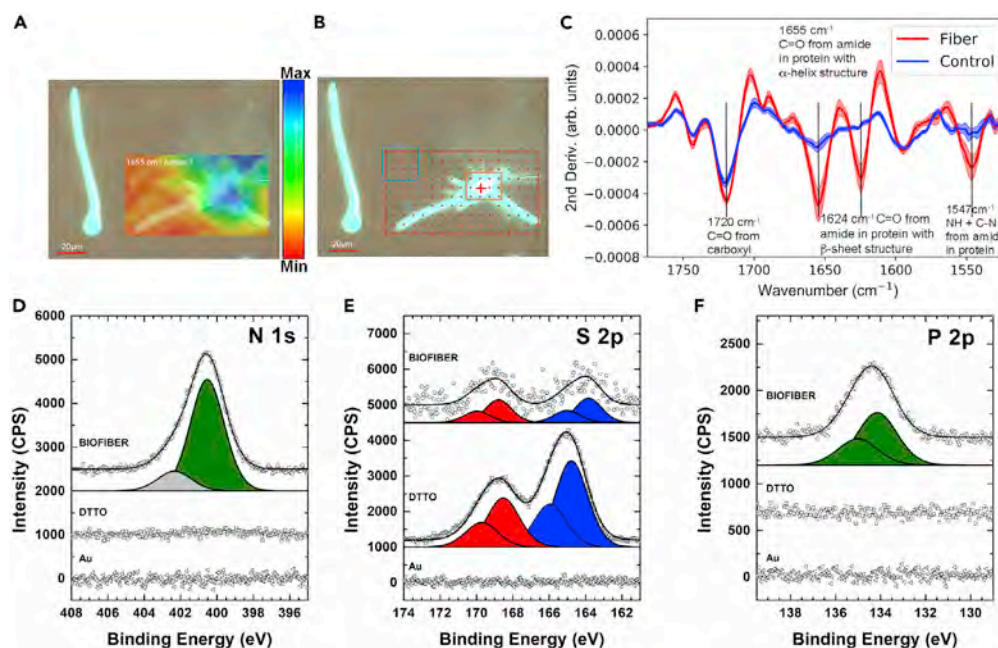 A
1655 cm⁻¹
Max
Min
20µm
B
20µm
C
1655 cm⁻¹
C=O from amide
in protein with
α-helix structure
Fiber
Control
2nd Deriv. (arb. units)
0.0006
0.0004
0.0002
0.0000
−0.0002
−0.0004
−0.0006
−0.0008
1720 cm⁻¹
C=O from
carboxyl
1624 cm⁻¹ C=O from
amide in protein with
β-sheet structure
1547cm⁻¹
NH + C-N
from amide
in protein
1750 1700 1650 1600 1550
Wavenumber (cm⁻¹)
D
N 1s
Intensity (CPS)
6000
5000
4000
3000
2000
1000
0
BIOFIBER
DTTO
Au
408 406 404 402 400 398 396
Binding Energy (eV)
E
S 2p
Intensity (CPS)
7000
6000
5000
4000
3000
2000
1000
0
BIOFIBER
DTTO
Au
174 172 170 168 166 164 162
Binding Energy (eV)
F
P 2p
Intensity (CPS)
2500
2000
1500
1000
500
0
BIOFIBER
DTTO
Au
138 136 134 132 130
Binding Energy (eV)